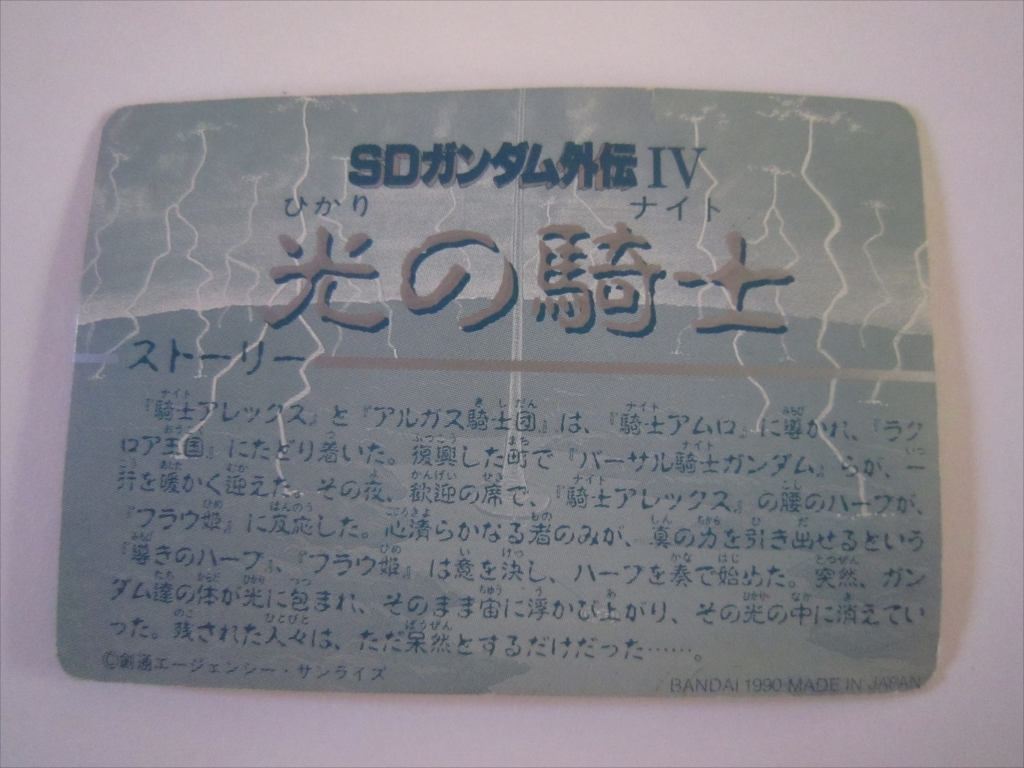 SDガンダム外伝 IV
ひかり ナイト
光の騎士
ストーリー
『騎士アレックス』と『アルガス騎士団』は、『騎士アムロ』に導かれ、『ラク
ロア王国』にたどり着いた。復興した町で『バーサル騎士ガンダム』らが、一
行を暖かく迎えた。その夜、歓迎の席で、『騎士アレックス』の腰のハープが、
『フラウ姫』に反応した。心清らかなる者のみが、真の力を引き出せるという
『導きのハープ』、『フラウ姫』は意を決し、ハープを奏で始めた。突然、ガン
ダム達の体が光に包まれ、そのまま宙に浮かび上がり、その光の中に消えてい
った。残された人々は、ただ呆然とするだけだった……。
©創通エージェンシー・サンライズ
BANDAI 1990 MADE IN JAPAN